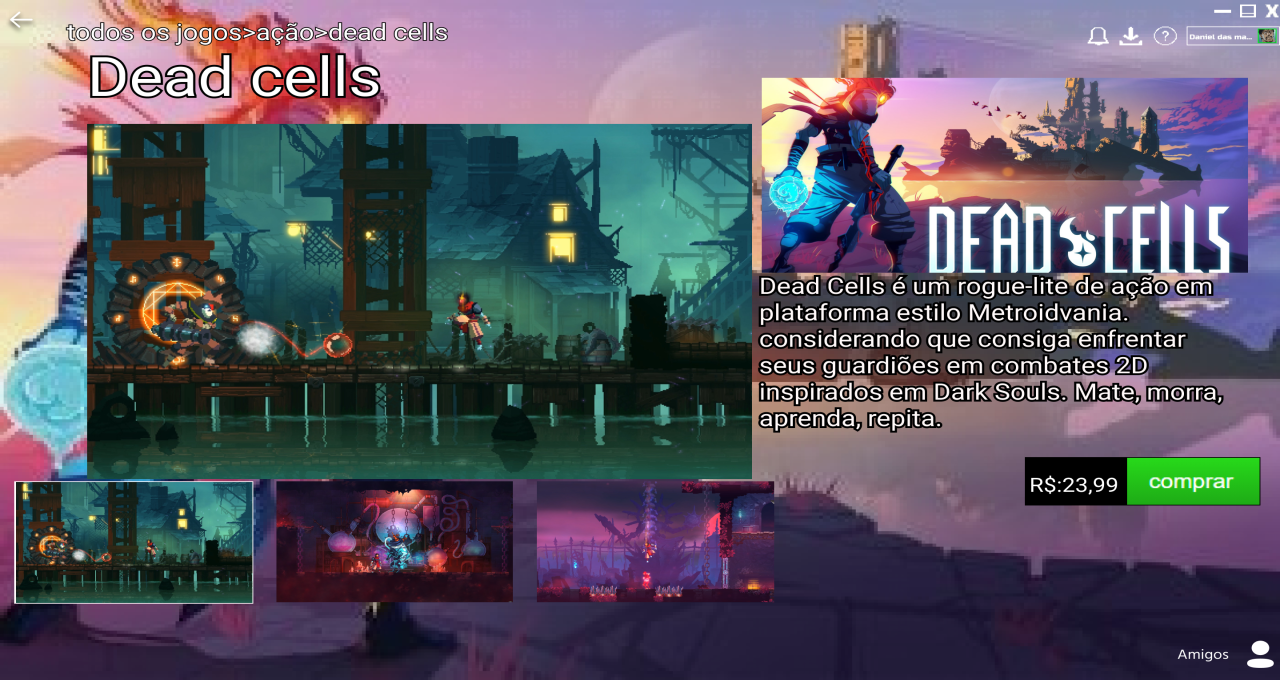 todos os jogos>ação>dead cells
Daniel das ma...
Dead cells
DEAD CELLS
Dead Cells é um rogue-lite de ação em
plataforma estilo Metroidvania.
considerando que consiga enfrentar
seus guardiões em combates 2D
inspirados em Dark Souls. Mate, morra,
aprenda, repita.
R$:23,99
comprar
Amigos